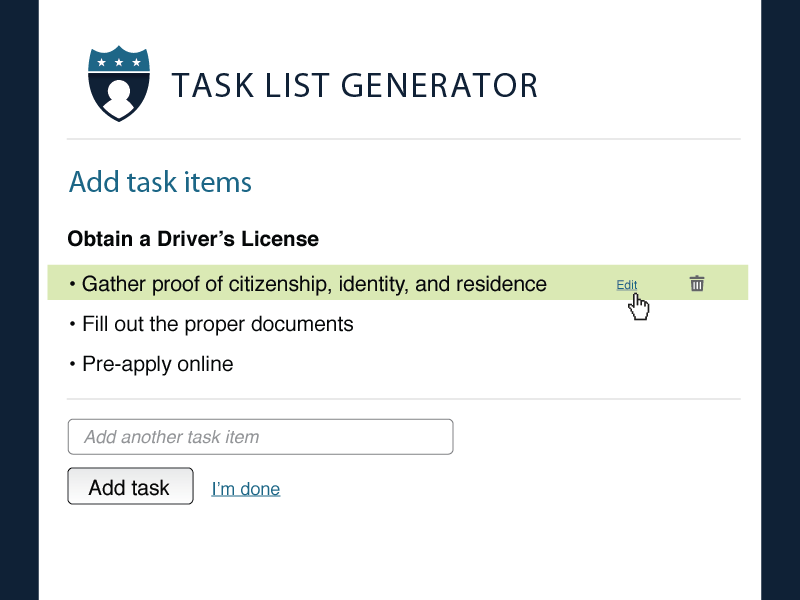 TASK LIST GENERATOR
Add task items
Obtain a Driver’s License
• Gather proof of citizenship, identity, and residence Edit
• Fill out the proper documents
• Pre-apply online
Add another task item
Add task I’m done